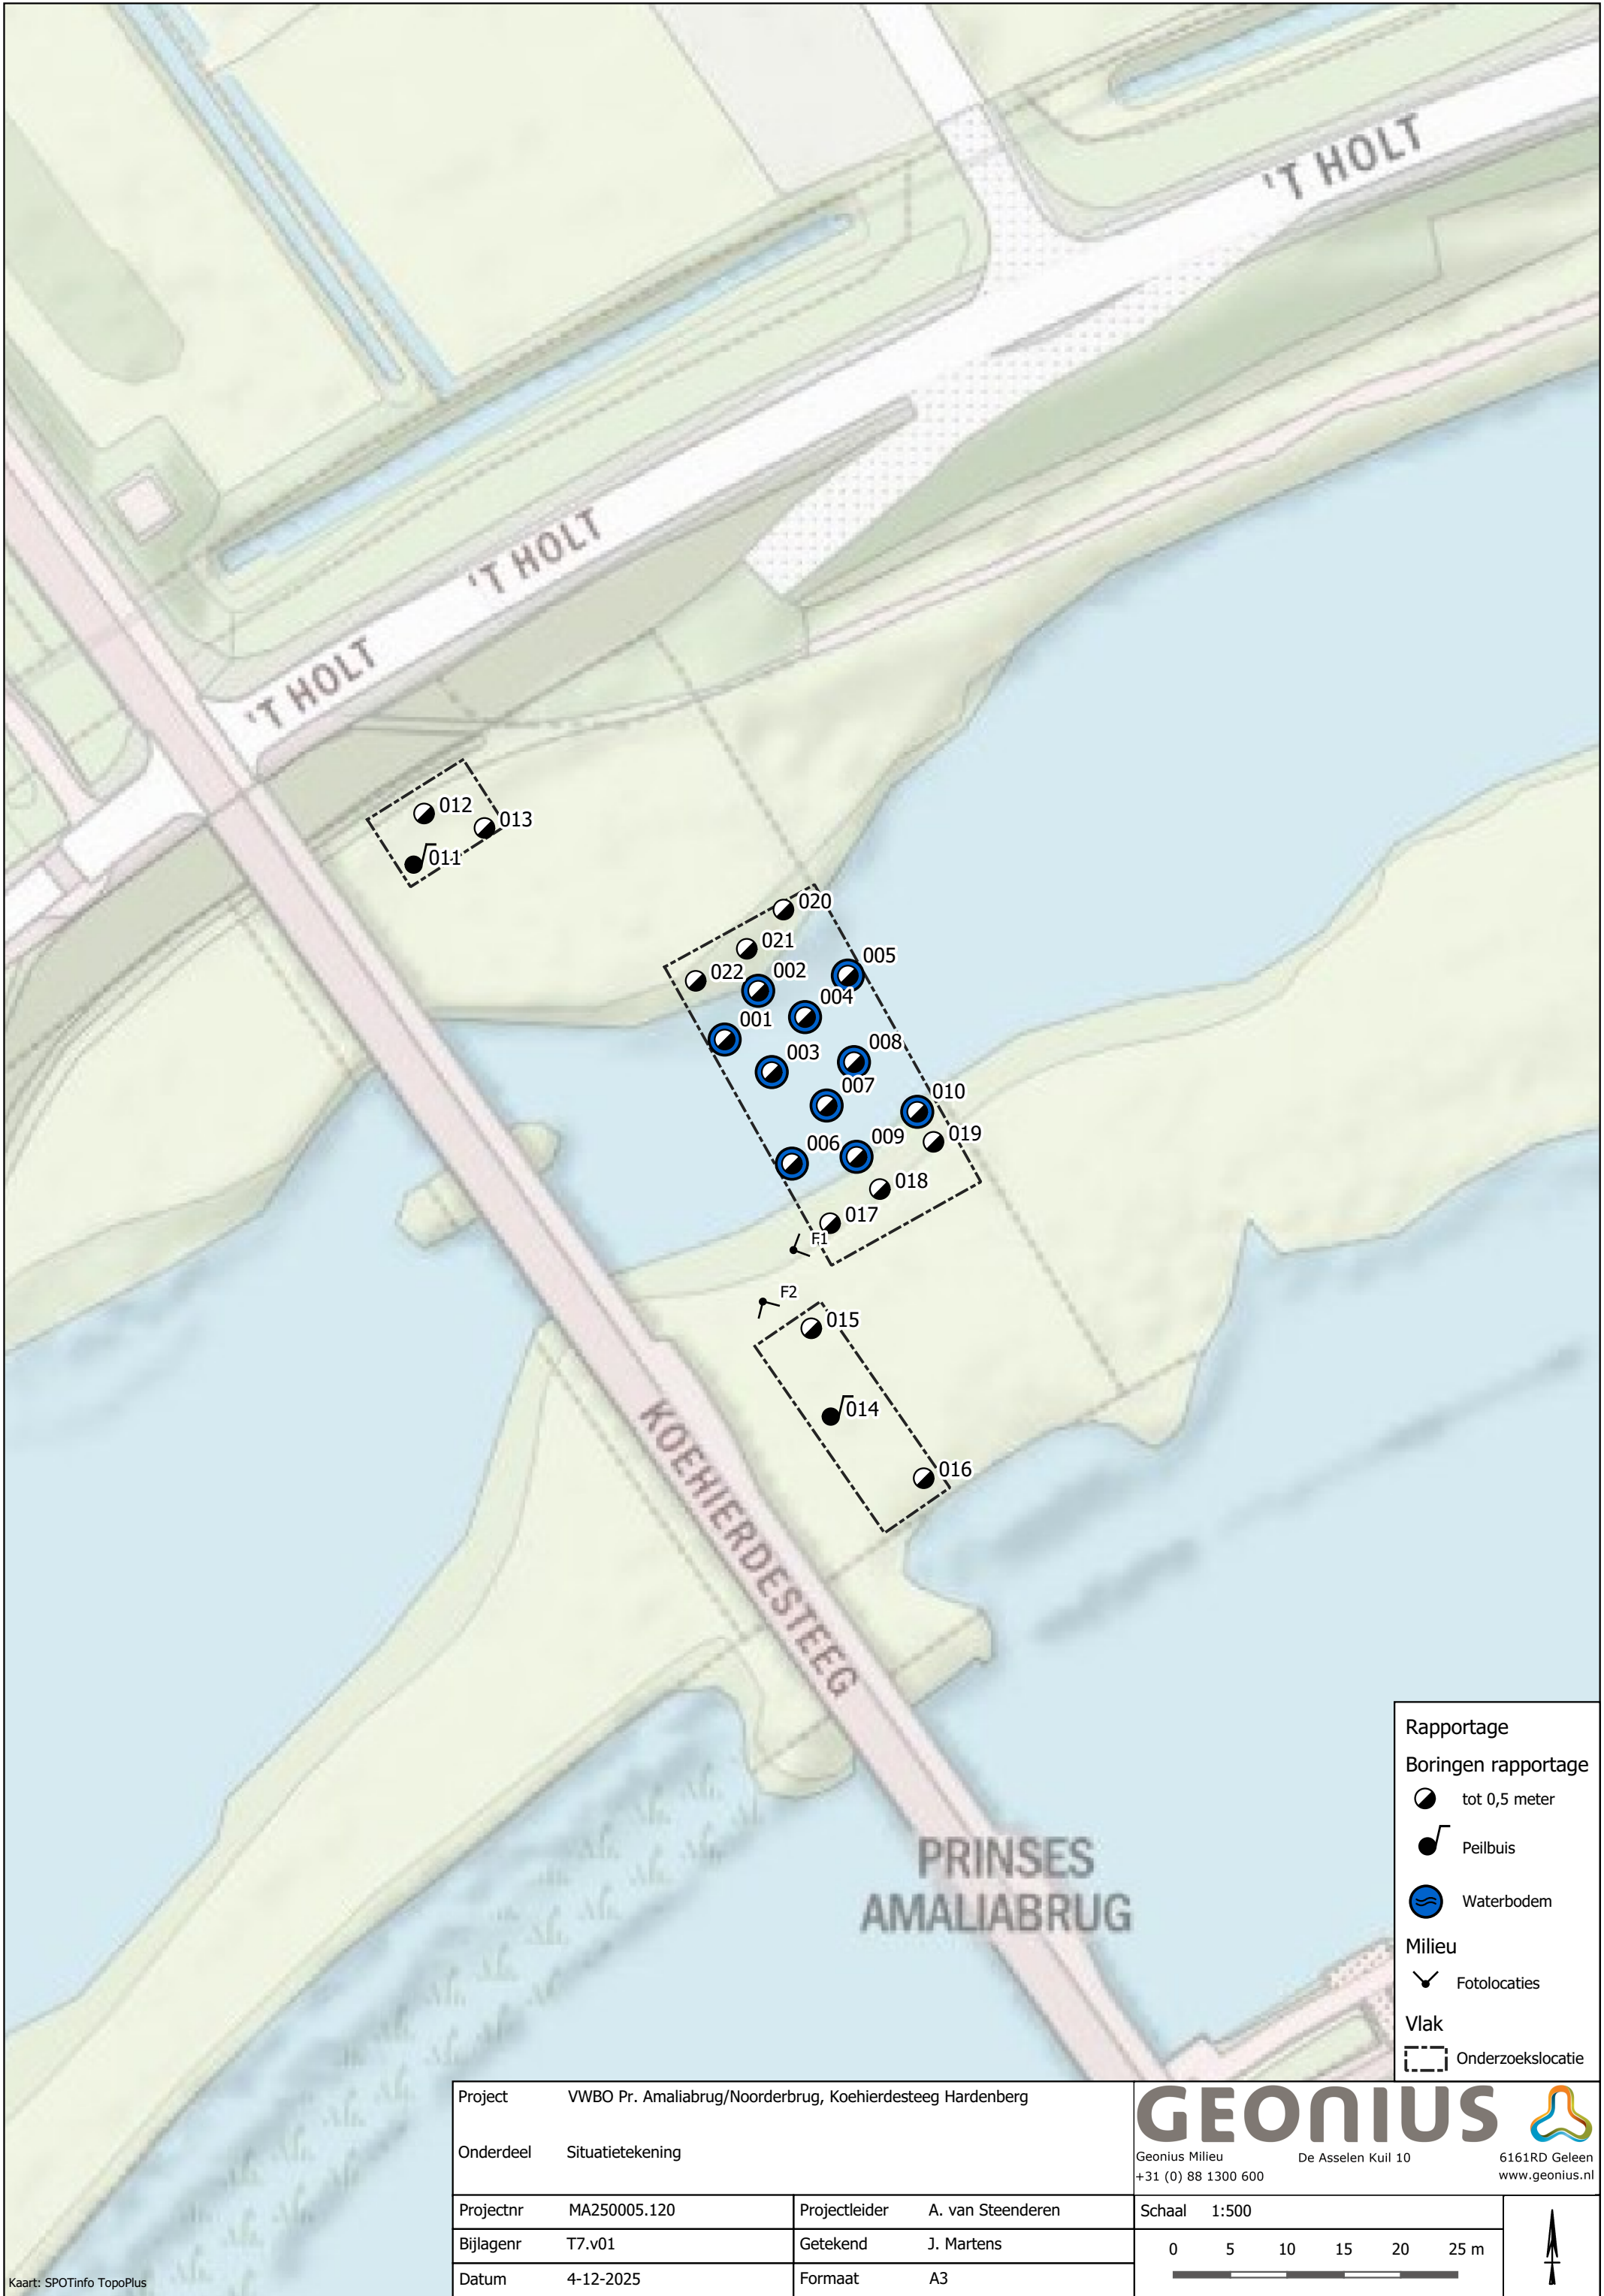 'T HOLT
'T HOLT
'T HOLT
012
013
011
020
021
005
022
002
004
001
008
003
007
010
019
006
009
018
017
F1
F2
015
014
016
KOEHIERDESTEEG
PRINSES
AMALIABRUG
Rapportage
Boringen rapportage
tot 0,5 meter
Peilbuis
Waterbodem
Milieu
Fotolocaties
Vlak
Onderzoekslocatie
Project VWBO Pr. Amaliabrug/Noorderbrug, Koehierdesteeg Hardenberg
Onderdeel Situatietekening
GEONIUS
Geonius Milieu De Asselen Kuil 10 6161RD Geleen
+31 (0) 88 1300 600 www.geonius.nl
Projectnr MA250005.120 Projectleider A. van Steenderen Schaal 1:500
Bijlagenr T7.v01 Getekend J. Martens
0 5 10 15 20 25 m
Datum 4-12-2025 Formaat A3
Kaart: SPOTinfo TopoPlus